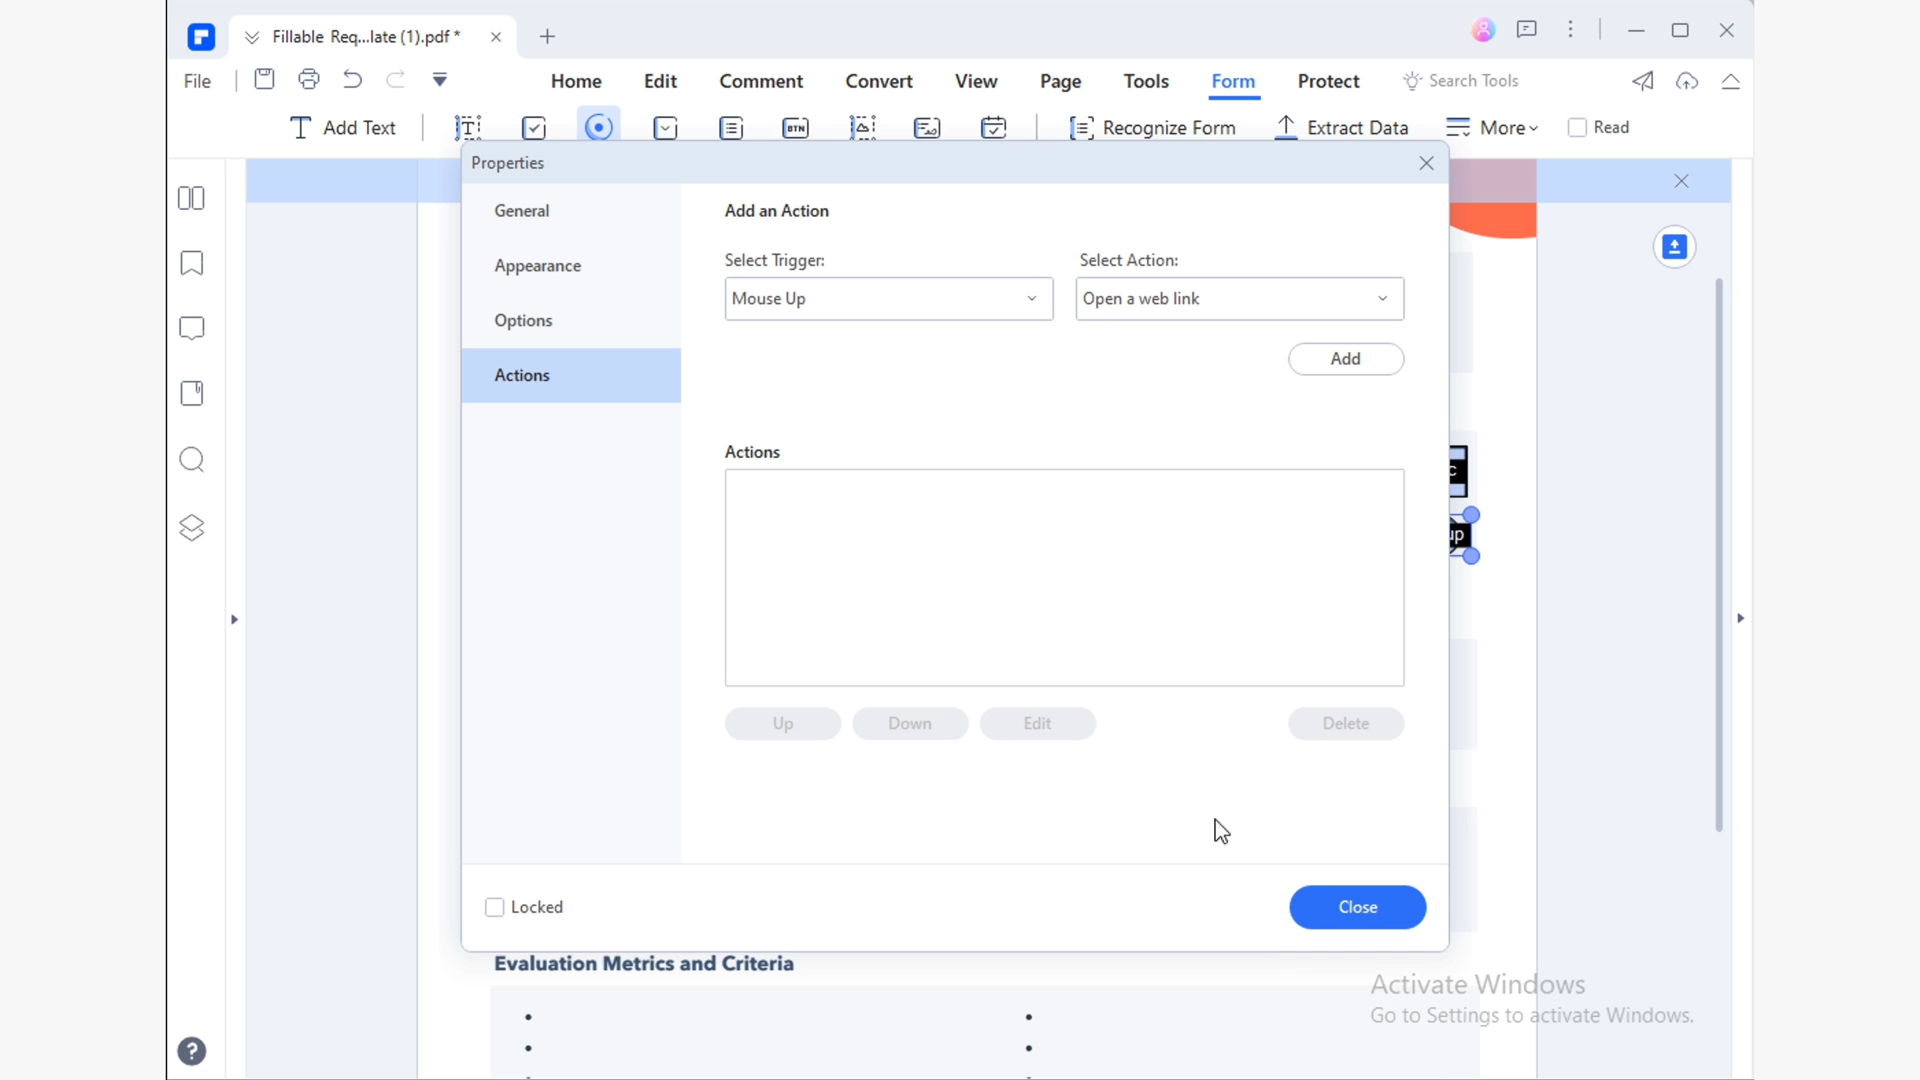 Fillable Req...late (1).pdf *
File
Home
Edit
Comment
Convert
View
Page
Tools
Form
Protect
Search Tools
Add Text
T
BTN
Recognize Form
Extract Data
More
Read
Properties
General
Appearance
Options
Actions
Add an Action
Select Trigger:
Select Action:
Mouse Up
Open a web link
Add
Actions
c
up
Up
Down
Edit
Delete
Locked
Close
Evaluation Metrics and Criteria
Activate Windows
Go to Settings to activate Windows.